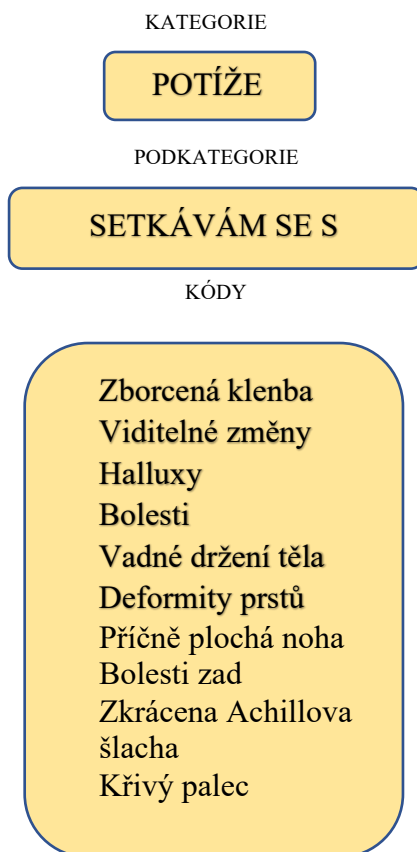 KATEGORIE
POTÍŽE
PODKATEGORIE
SETKÁVÁM SE S
KÓDY
Zborcená klenba
Viditelné změny
Halluxy
Bolesti
Vadné držení těla
Deformity prstů
Příčně plochá noha
Bolesti zad
Zkrácena Achillova
šlacha
Křivý palec